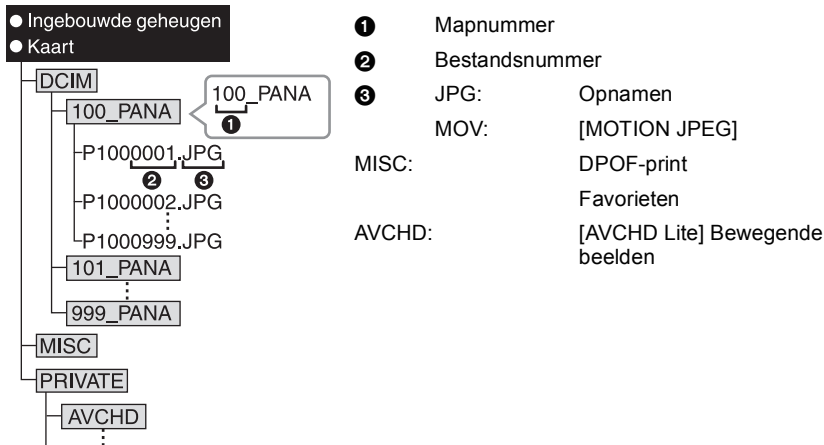 ● Ingebouwde geheugen
● Kaart
DCIM
100_PANA
100_PANA
❶
P1000001.JPG
❷ ❸
P1000002.JPG
P1000999.JPG
101_PANA
999_PANA
MISC
PRIVATE
AVCHD
❶ Mapnummer
❷ Bestandsnummer
❸ JPG: Opnamen
MOV: [MOTION JPEG]
MISC: DPOF-print
Favorieten
AVCHD: [AVCHD Lite] Bewegende
beelden